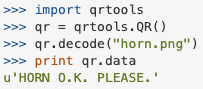 >>> import qrtools
>>> qr = qrtools.QR()
>>> qr.decode("horn.png")
>>> print qr.data
u'HORN O.K. PLEASE.'